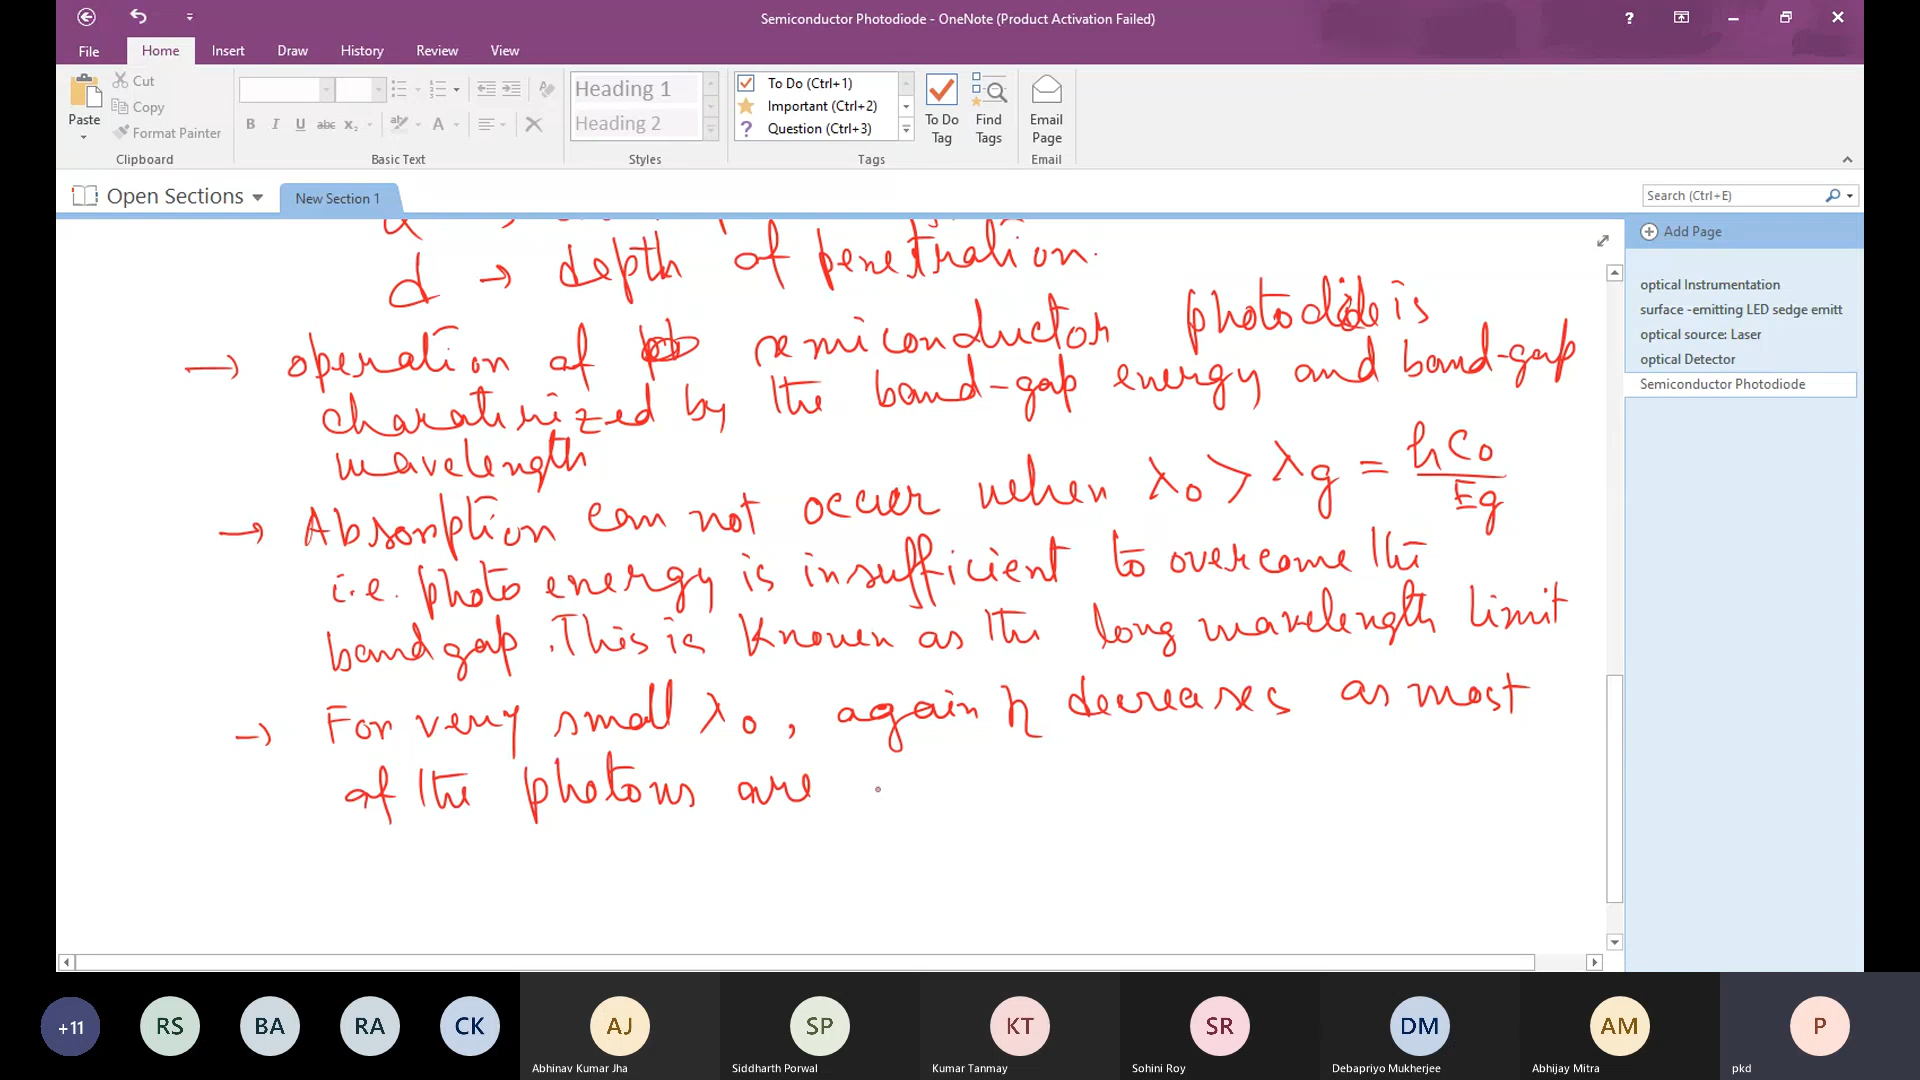 Semiconductor Photodiode - OneNote (Product Activation Failed)
File Home Insert Draw History Review View
Paste
Cut
Copy
Format Painter
Clipboard
B I U abc x₂ A
Basic Text
Heading 1
Heading 2
Styles
To Do (Ctrl+1)
Important (Ctrl+2)
Question (Ctrl+3)
To Do Tag
Find Tags
Tags
Email Page
Email
Open Sections
New Section 1
Search (Ctrl+E)
Add Page
optical Instrumentation
surface -emitting LED sedge emitt
optical source: Laser
optical Detector
Semiconductor Photodiode
d → depth of penetration.
→ operation of semiconductor photodide is
charaterized by the band-gap energy and band-gap
wavelength
→ Absorption can not occur when λo > λg = hCo/Eg
i.e. photo energy is insufficient to overcome the
band gap. This is known as the long wavelength limit
→ For very small λo, again η decreases as most
of the photons are
+11 RS BA RA CK AJ SP KT SR DM AM P
Abhinav Kumar Jha Siddharth Porwal Kumar Tanmay Sohini Roy Debapriyo Mukherjee Abhijay Mitra pkd